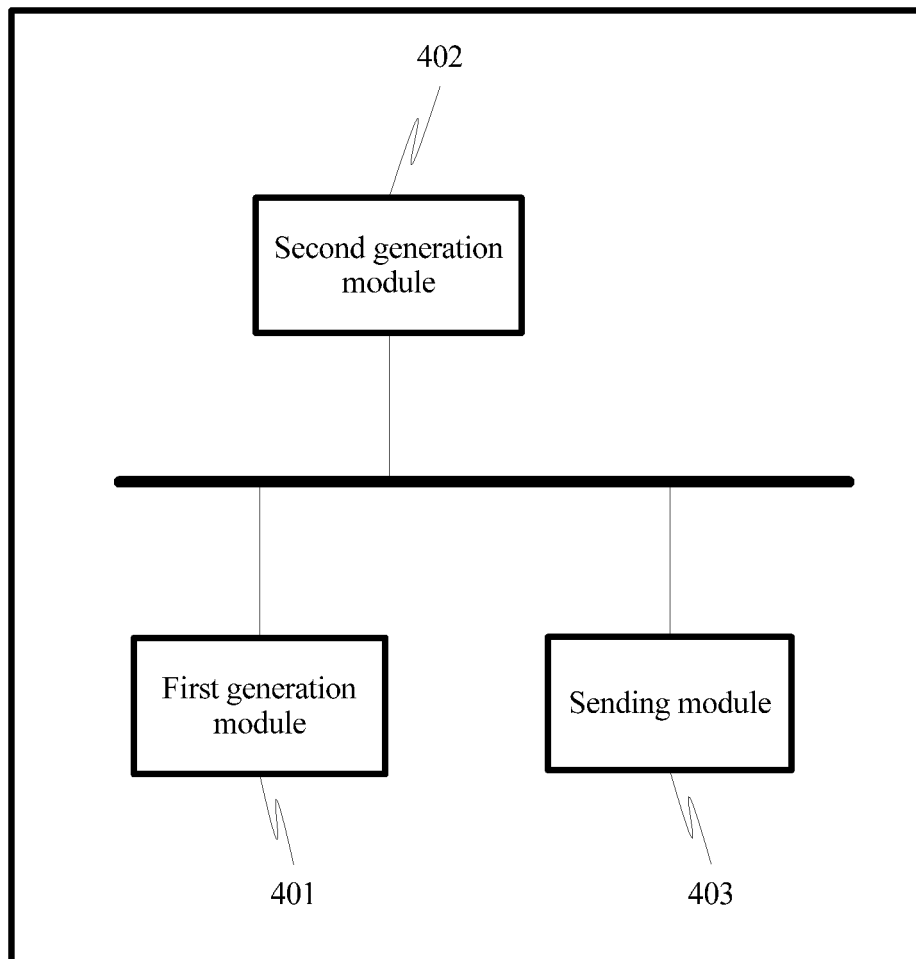 402
Second generation
module
First generation
module
Sending module
401
403